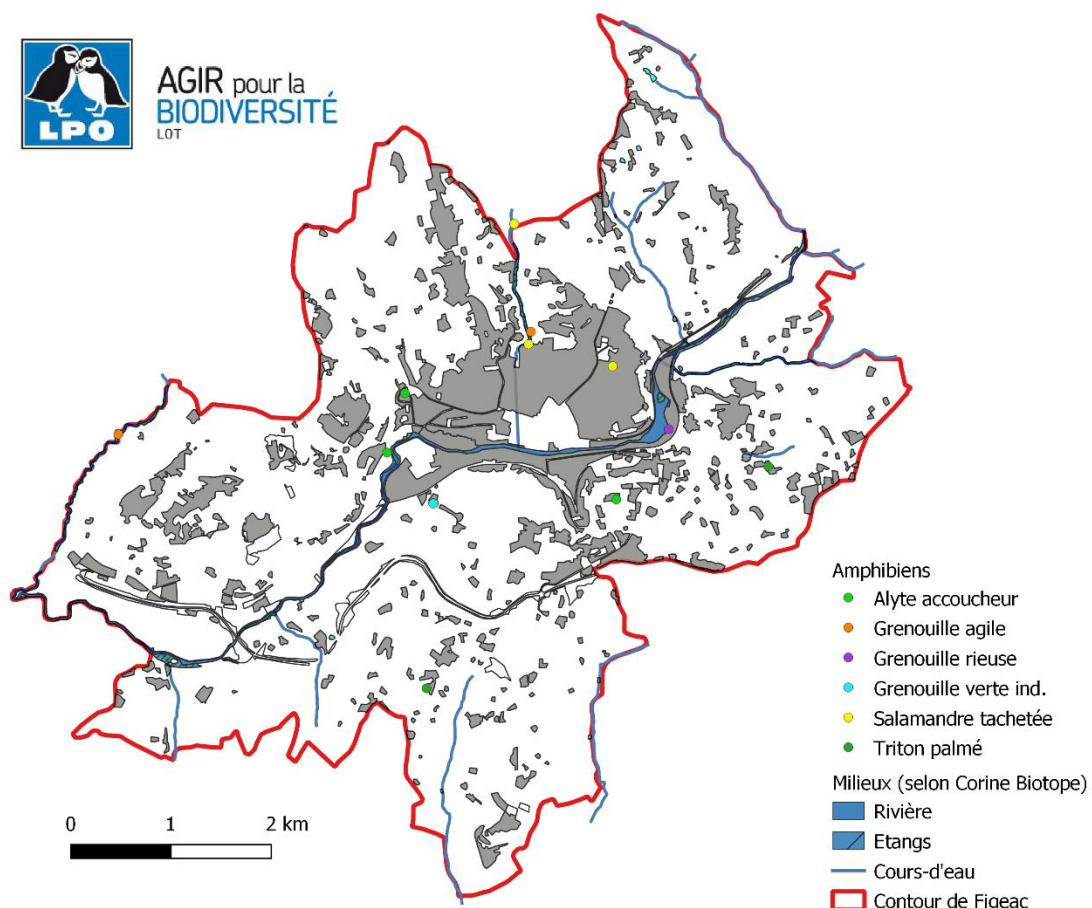 LPO
AGIR pour la
BIODIVERSITÉ
LOT
Amphibiens
Alyte accoucheur
Grenouille agile
Grenouille rieuse
Grenouille verte ind.
Salamandre tachetée
Triton palmé
Milieux (selon Corine Biotope)
Rivière
Etangs
Cours-d'eau
Contour de Figeac
0 1 2 km